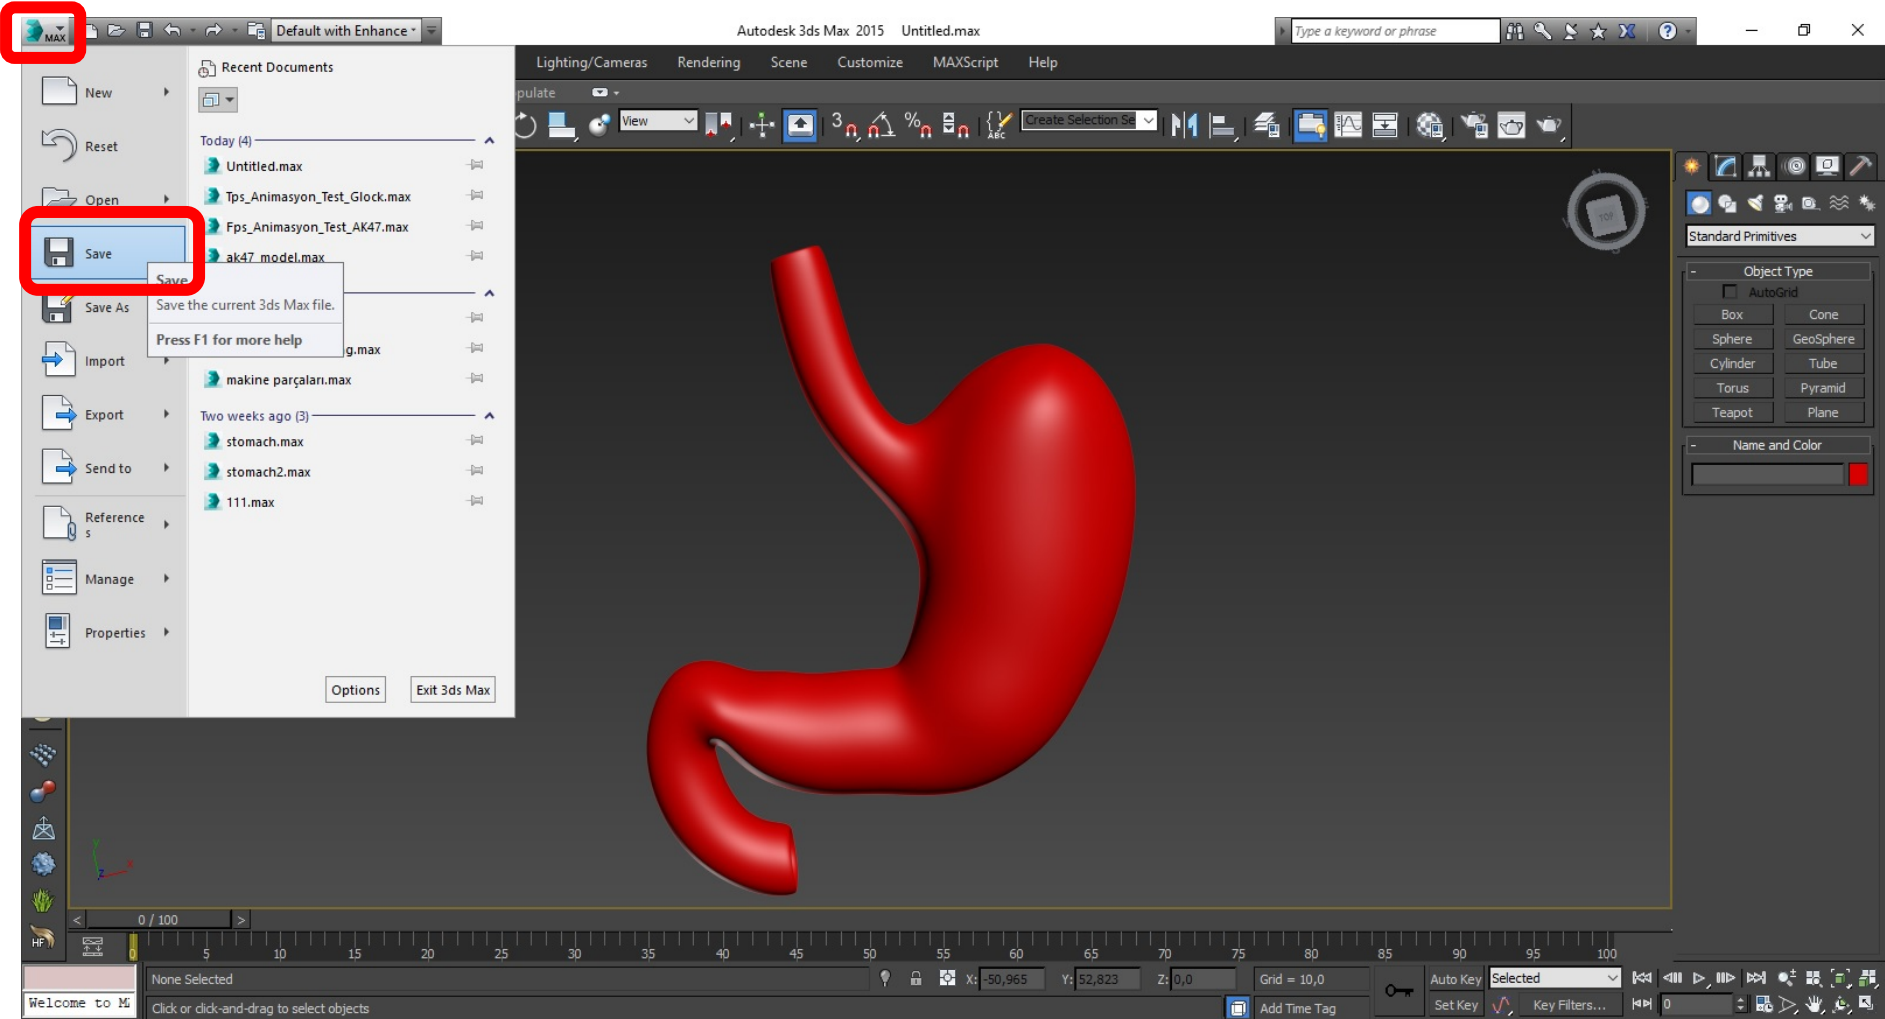 MAX
Default with Enhance
Autodesk 3ds Max 2015 Untitled.max
Type a keyword or phrase
Lighting/Cameras Rendering Scene Customize MAXScript Help
pulate
View
3
%
ABC
Create Selection Se
Recent Documents
Today (4)
Untitled.max
Tps_Animasyon_Test_Glock.max
Fps_Animasyon_Test_AK47.max
ak47_model.max
g.max
makine parçaları.max
Two weeks ago (3)
stomach.max
stomach2.max
111.max
New
Reset
Open
Save
Save As
Import
Export
Send to
Reference
s
Manage
Properties
Save
Save the current 3ds Max file.
Press F1 for more help
Options Exit 3ds Max
TOP
Standard Primitives
- Object Type
AutoGrid
Box Cone
Sphere GeoSphere
Cylinder Tube
Torus Pyramid
Teapot Plane
- Name and Color
y
x
z
HF
< 0 / 100 >
0 5 10 15 20 25 30 35 40 45 50 55 60 65 70 75 80 85 90 95 100
None Selected
X: -50,965 Y: 52,823 Z: 0,0
Grid = 10,0
Auto Key Selected
Welcome to M
Click or click-and-drag to select objects
Add Time Tag
Set Key Key Filters...
0